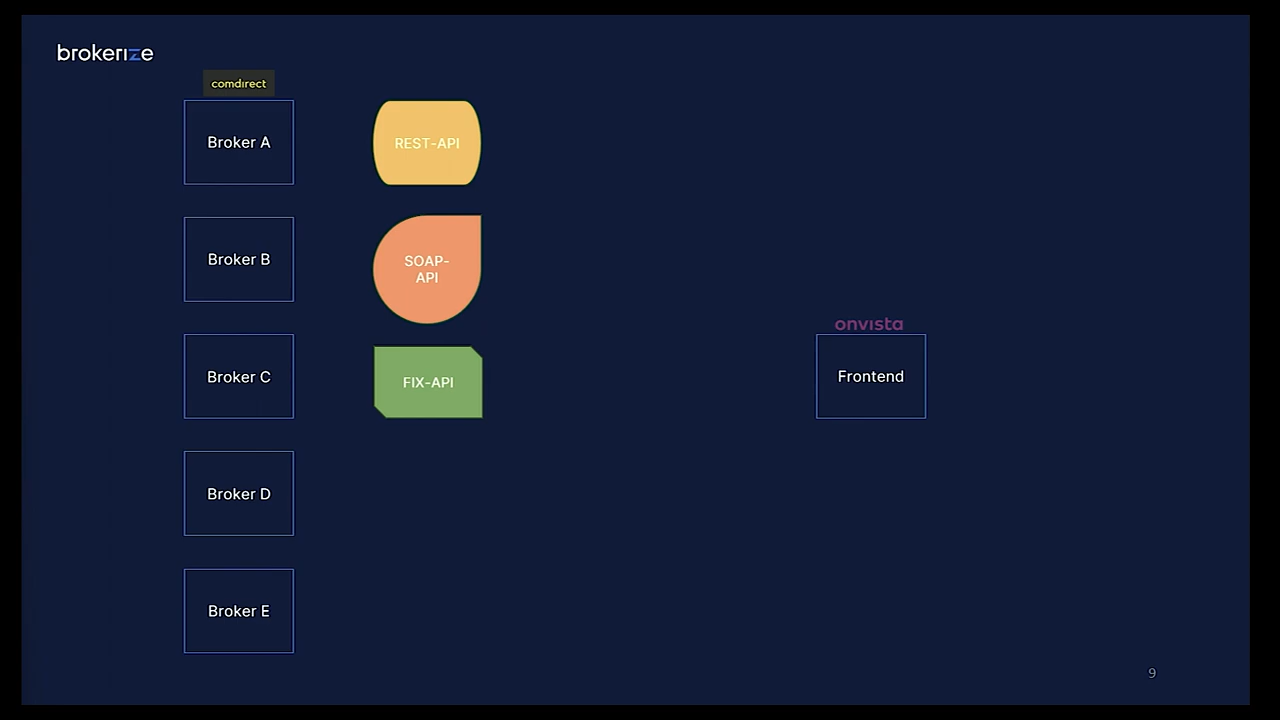 brokerize
comdirect
Broker A
REST-API
Broker B
SOAP-
API
onvista
Broker C
FIX-API
Frontend
Broker D
Broker E
9